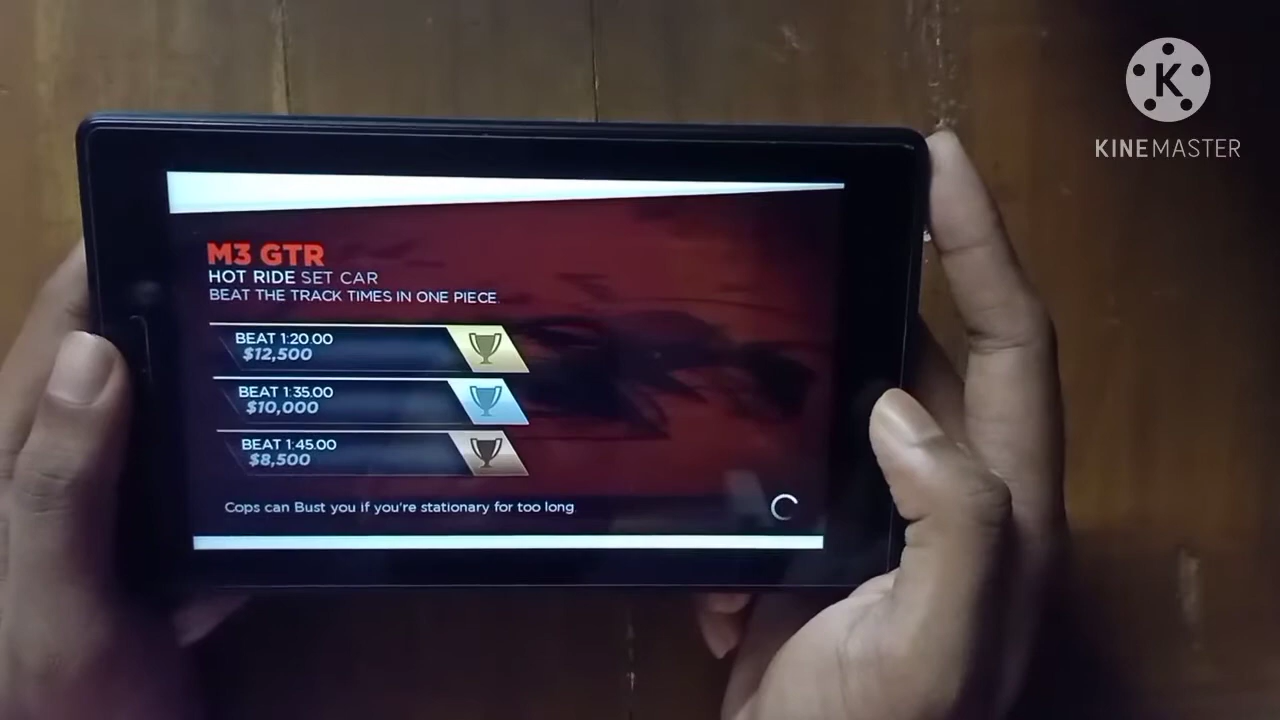 K
KINEMASTER
M3 GTR
HOT RIDE SET CAR
BEAT THE TRACK TIMES IN ONE PIECE.
BEAT 1:20.00
$12,500
BEAT 1:35.00
$10,000
BEAT 1:45.00
$8,500
Cops can Bust you if you're stationary for too long.